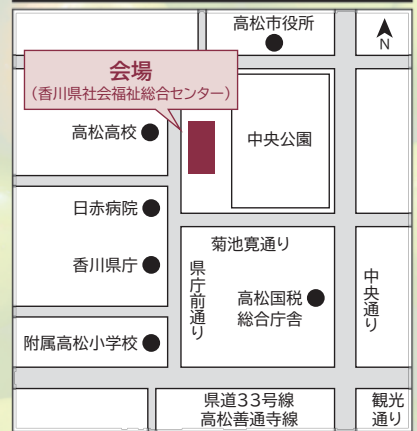 高松市役所
N
会場
（香川県社会福祉総合センター）
高松高校
中央公園
日赤病院
菊池寛通り
香川県庁
県庁前通り
高松国税
総合庁舎
中央通り
附属高松小学校
県道33号線
高松善通寺線
観光
通り